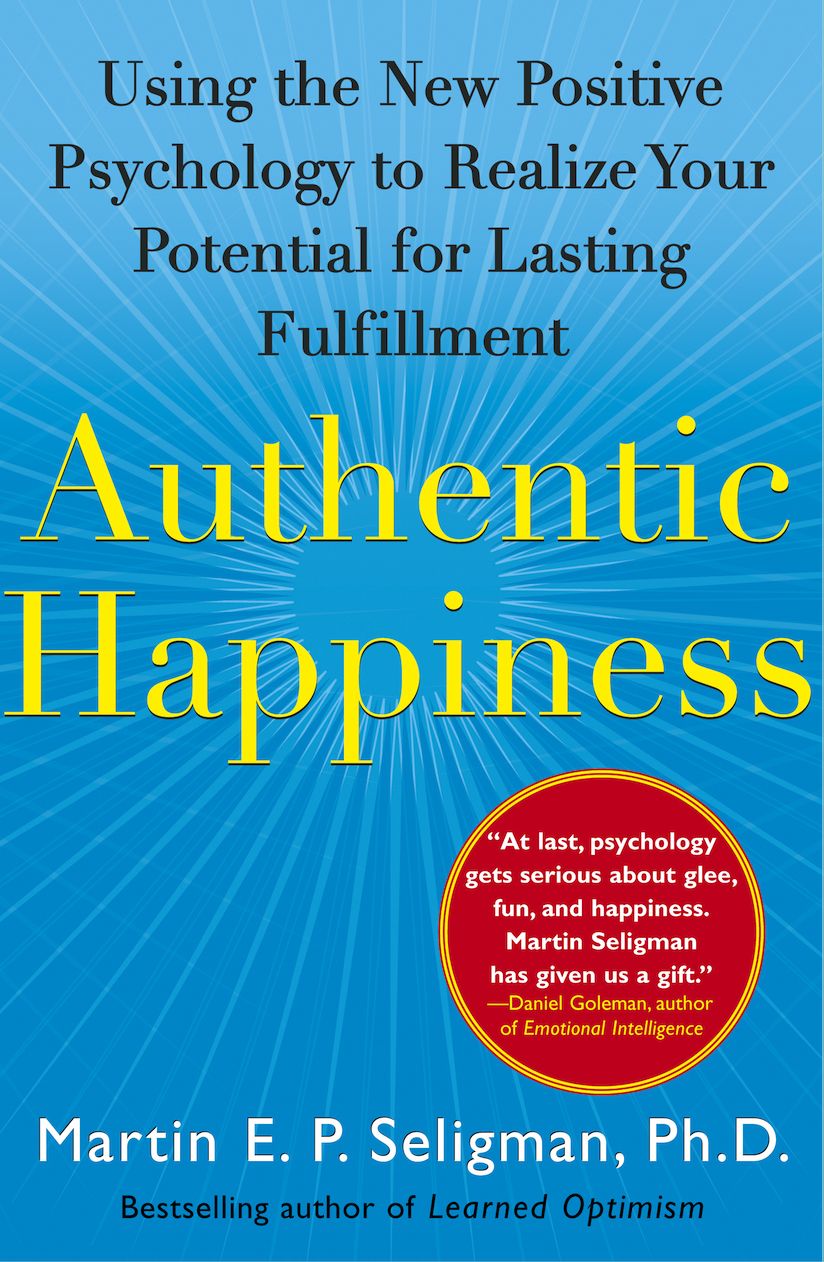 Using the New Positive
Psychology to Realize Your
Potential for Lasting
Fulfillment
Authentic
Happiness
“At last, psychology
gets serious about glee,
fun, and happiness.
Martin Seligman
has given us a gift.”
—Daniel Goleman, author
of Emotional Intelligence
Martin E. P. Seligman, Ph.D.
Bestselling author of Learned Optimism